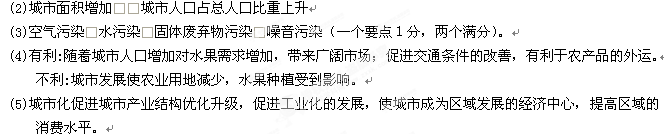 (2)城市面积增加□□城市人口占总人口比重上升
(3)空气污染□水污染□固体废弃物污染□噪音污染（一个要点1分，两个满分）。
(4)有利:随着城市人口增加对水果需求增加，带来广阔市场；促进交通条件的改善，有利于农产品的外运。
不利:城市发展使农业用地减少，水果种植受到影响。
(5)城市化促进城市产业结构优化升级，促进工业化的发展，使城市成为区域发展的经济中心，提高区域的
消费水平。